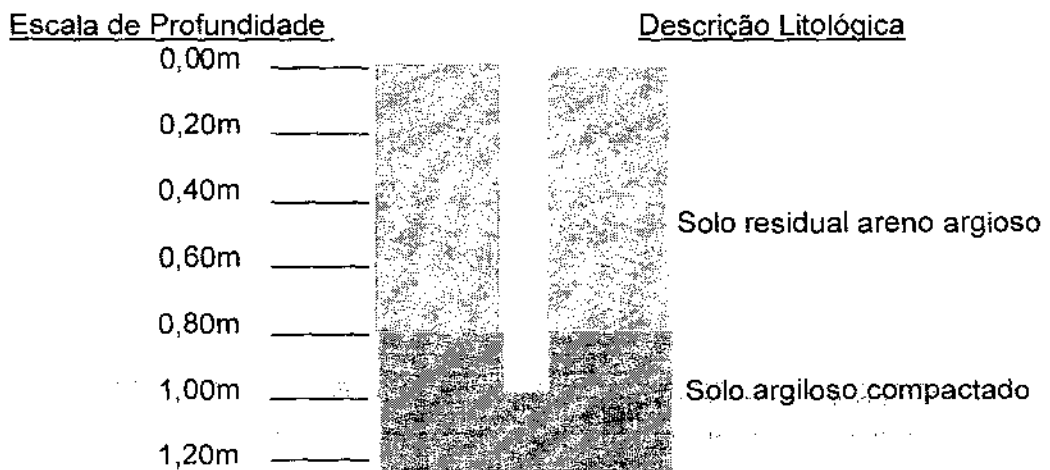 Escala de Profundidade
Descrição Litológica
0,00m
0,20m
0,40m
Solo residual areno argioso
0,60m
0,80m
1,00m
Solo argiloso compactado
1,20m